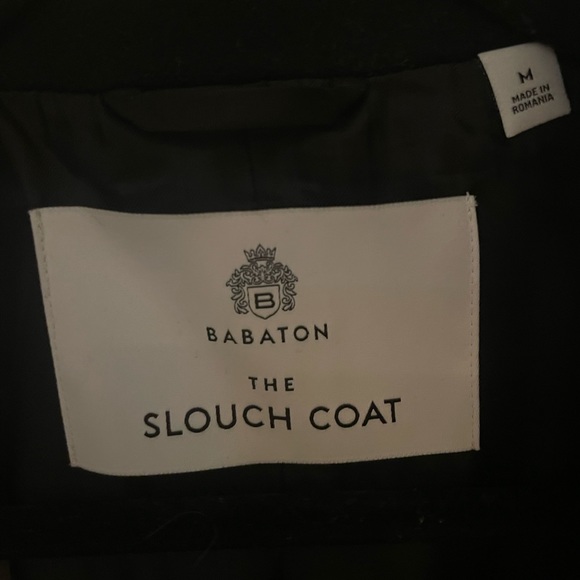 M
MADE IN
ROMANIA
B
BABATON
THE
SLOUCH COAT